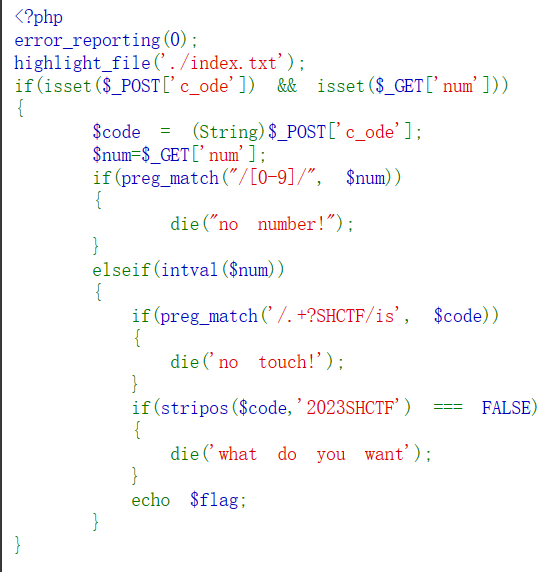 <?php
error_reporting(0);
highlight_file('./index.txt');
if(isset($_POST['c_ode'])  &&  isset($_GET['num']))
{
        $code  =  (String)$_POST['c_ode'];
        $num=$_GET['num'];
        if(preg_match("/[0-9]/",  $num))
        {
                die("no  number!");
        }
        elseif(intval($num))
        {
            if(preg_match('/.+?SHCTF/is',  $code))
            {
                die('no  touch!');
            }
            if(stripos($code,'2023SHCTF')  ===  FALSE)
            {
                die('what  do  you  want');
            }
            echo  $flag;
        }
}